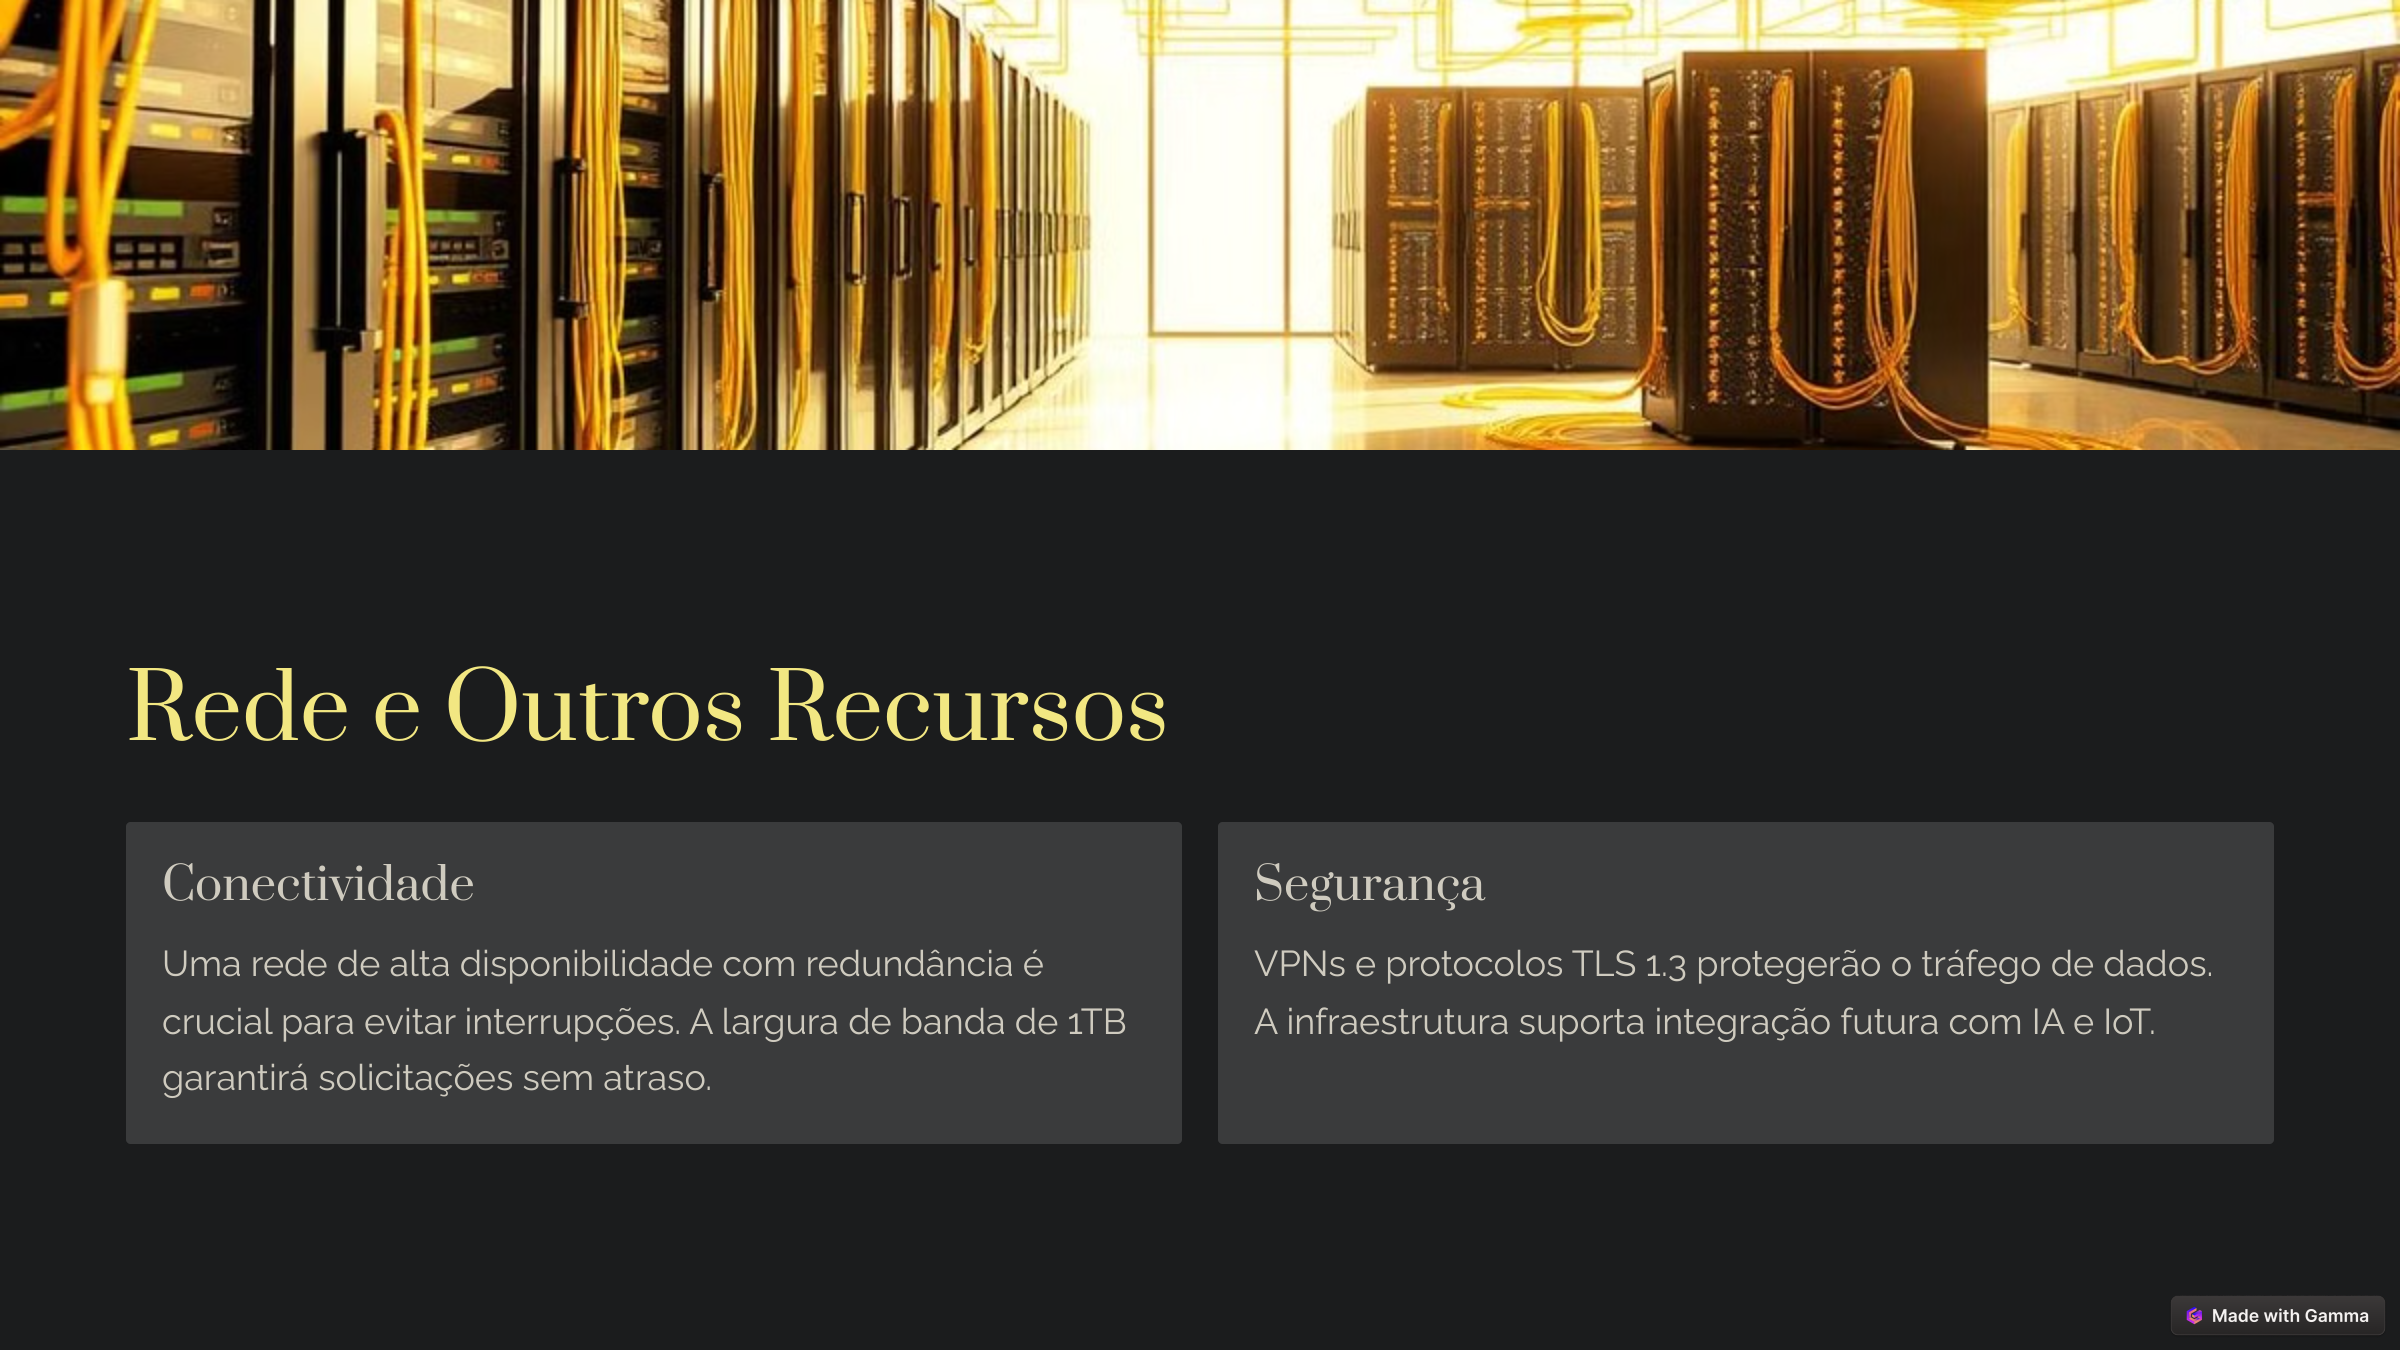 Rede e Outros Recursos
Conectividade
Uma rede de alta disponibilidade com redundância é
crucial para evitar interrupções. A largura de banda de 1TB
garantirá solicitações sem atraso.
Segurança
VPNs e protocolos TLS 1.3 protegerão o tráfego de dados.
A infraestrutura suporta integração futura com IA e IoT.
Made with Gamma